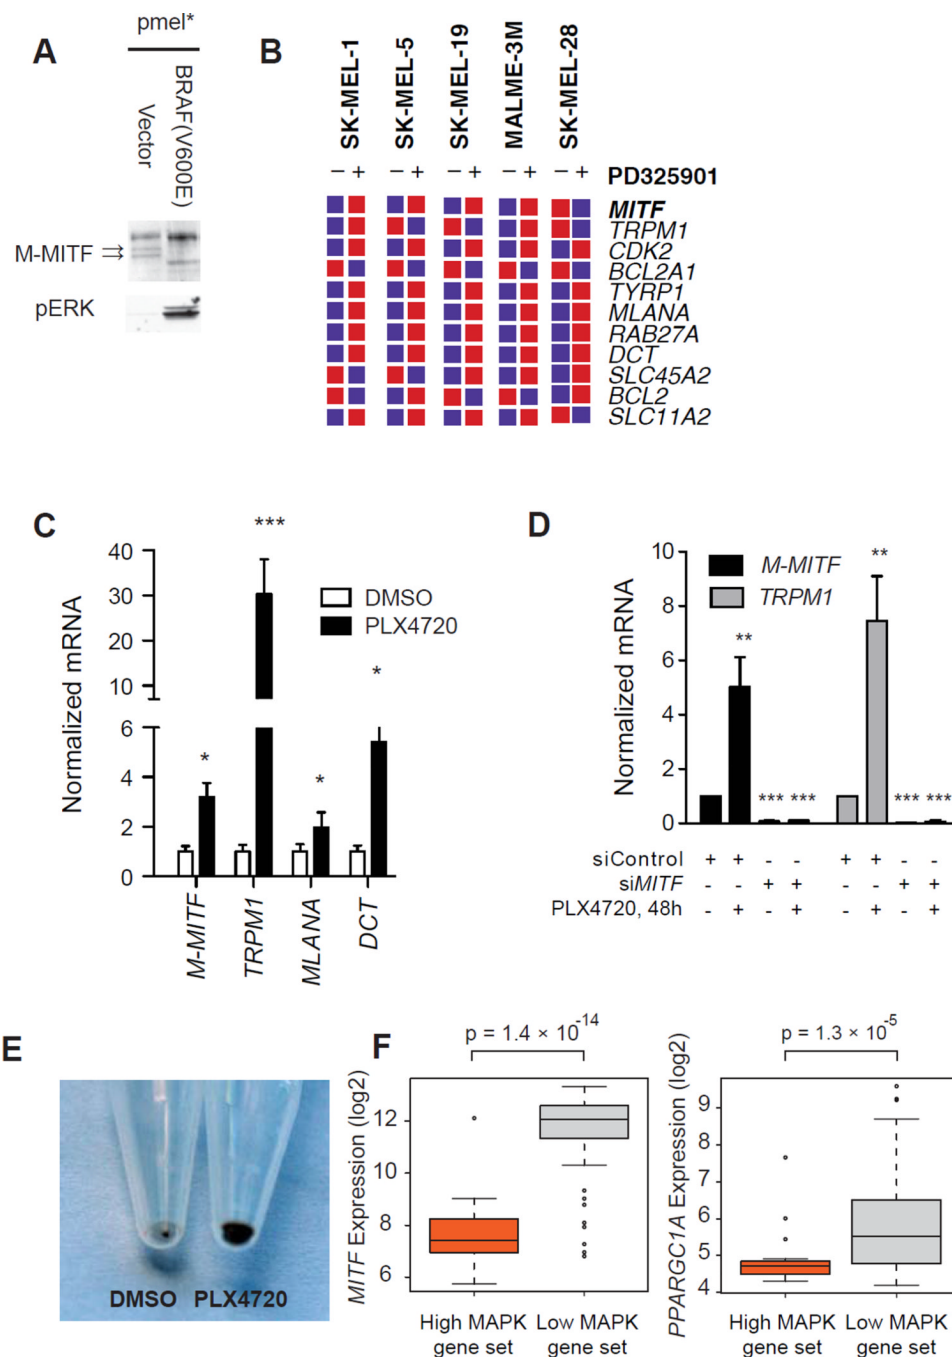 A
pmel*
Vector
BRAF(V600E)
M-MITF
pERK
B
SK-MEL-1
SK-MEL-5
SK-MEL-19
MALME-3M
SK-MEL-28
– + – + – + – + – + PD325901
MITF
TRPM1
CDK2
BCL2A1
TYRP1
MLANA
RAB27A
DCT
SLC45A2
BCL2
SLC11A2
C
Normalized mRNA
40
30
20
10
6
4
2
0
***
*
*
*
DMSO
PLX4720
M-MITF
TRPM1
MLANA
DCT
D
Normalized mRNA
10
8
6
4
2
0
M-MITF
TRPM1
**
**
*** *** *** ***
siControl + + - - + + - -
siMITF - - + + - - + +
PLX4720, 48h - + - + - + - +
E
DMSO PLX4720
F
p = 1.4 × 10-14
MITF Expression (log2)
12
10
8
6
High MAPK gene set
Low MAPK gene set
p = 1.3 × 10-5
PPARGC1A Expression (log2)
9
8
7
6
5
4
High MAPK gene set
Low MAPK gene set